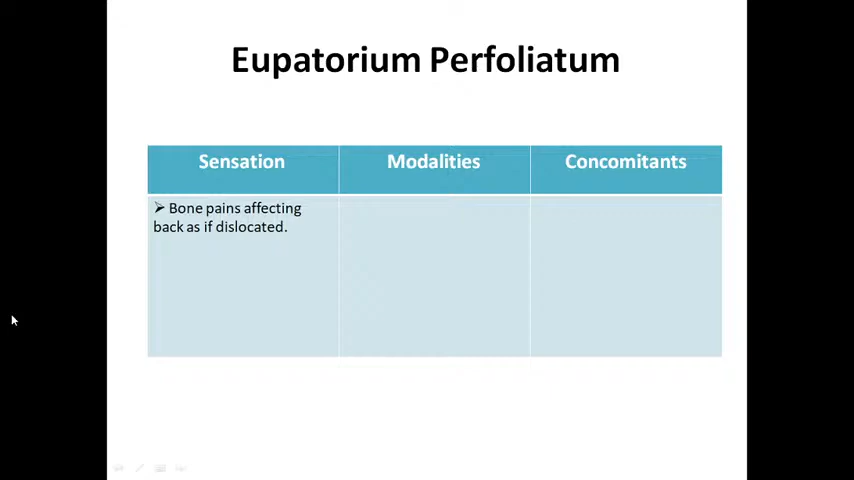 Eupatorium Perfoliatum
Sensation Modalities Concomitants
➢ Bone pains affecting
back as if dislocated.